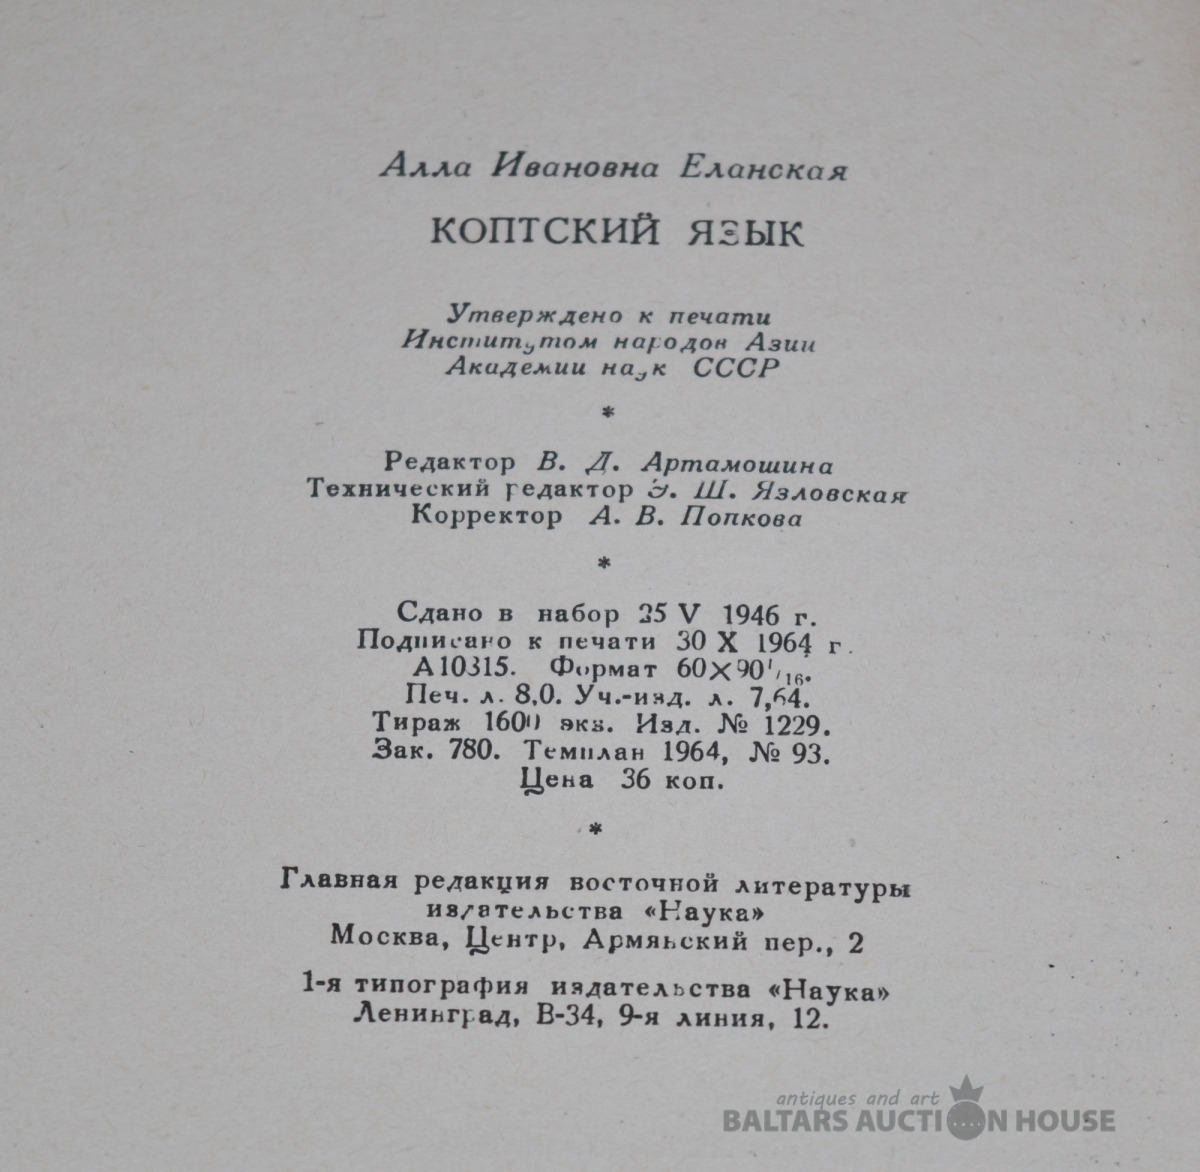 Алла Ивановна Еланская
КОПТСКИЙ ЯЗЫК
Утверждено к печати
Институтом народов Азии
Академии наук СССР
*
Редактор В. Д. Артамошина
Технический редактор Э. Ш. Язловская
Корректор А. В. Попкова
*
Сдано в набор 25 V 1946 г.
Подписано к печати 30 X 1964 г.
А10315. Формат 60×90 1/16.
Печ. л. 8,0. Уч.-изд. л. 7,64.
Тираж 1600 экз. Изд. № 1229.
Зак. 780. Темплан 1964, № 93.
Цена 36 коп.
*
Главная редакция восточной литературы
издательства «Наука»
Москва, Центр, Армянский пер., 2
1-я типография издательства «Наука»
Ленинград, В-34, 9-я линия, 12.
antiques and art
BALTARS AUCTION HOUSE